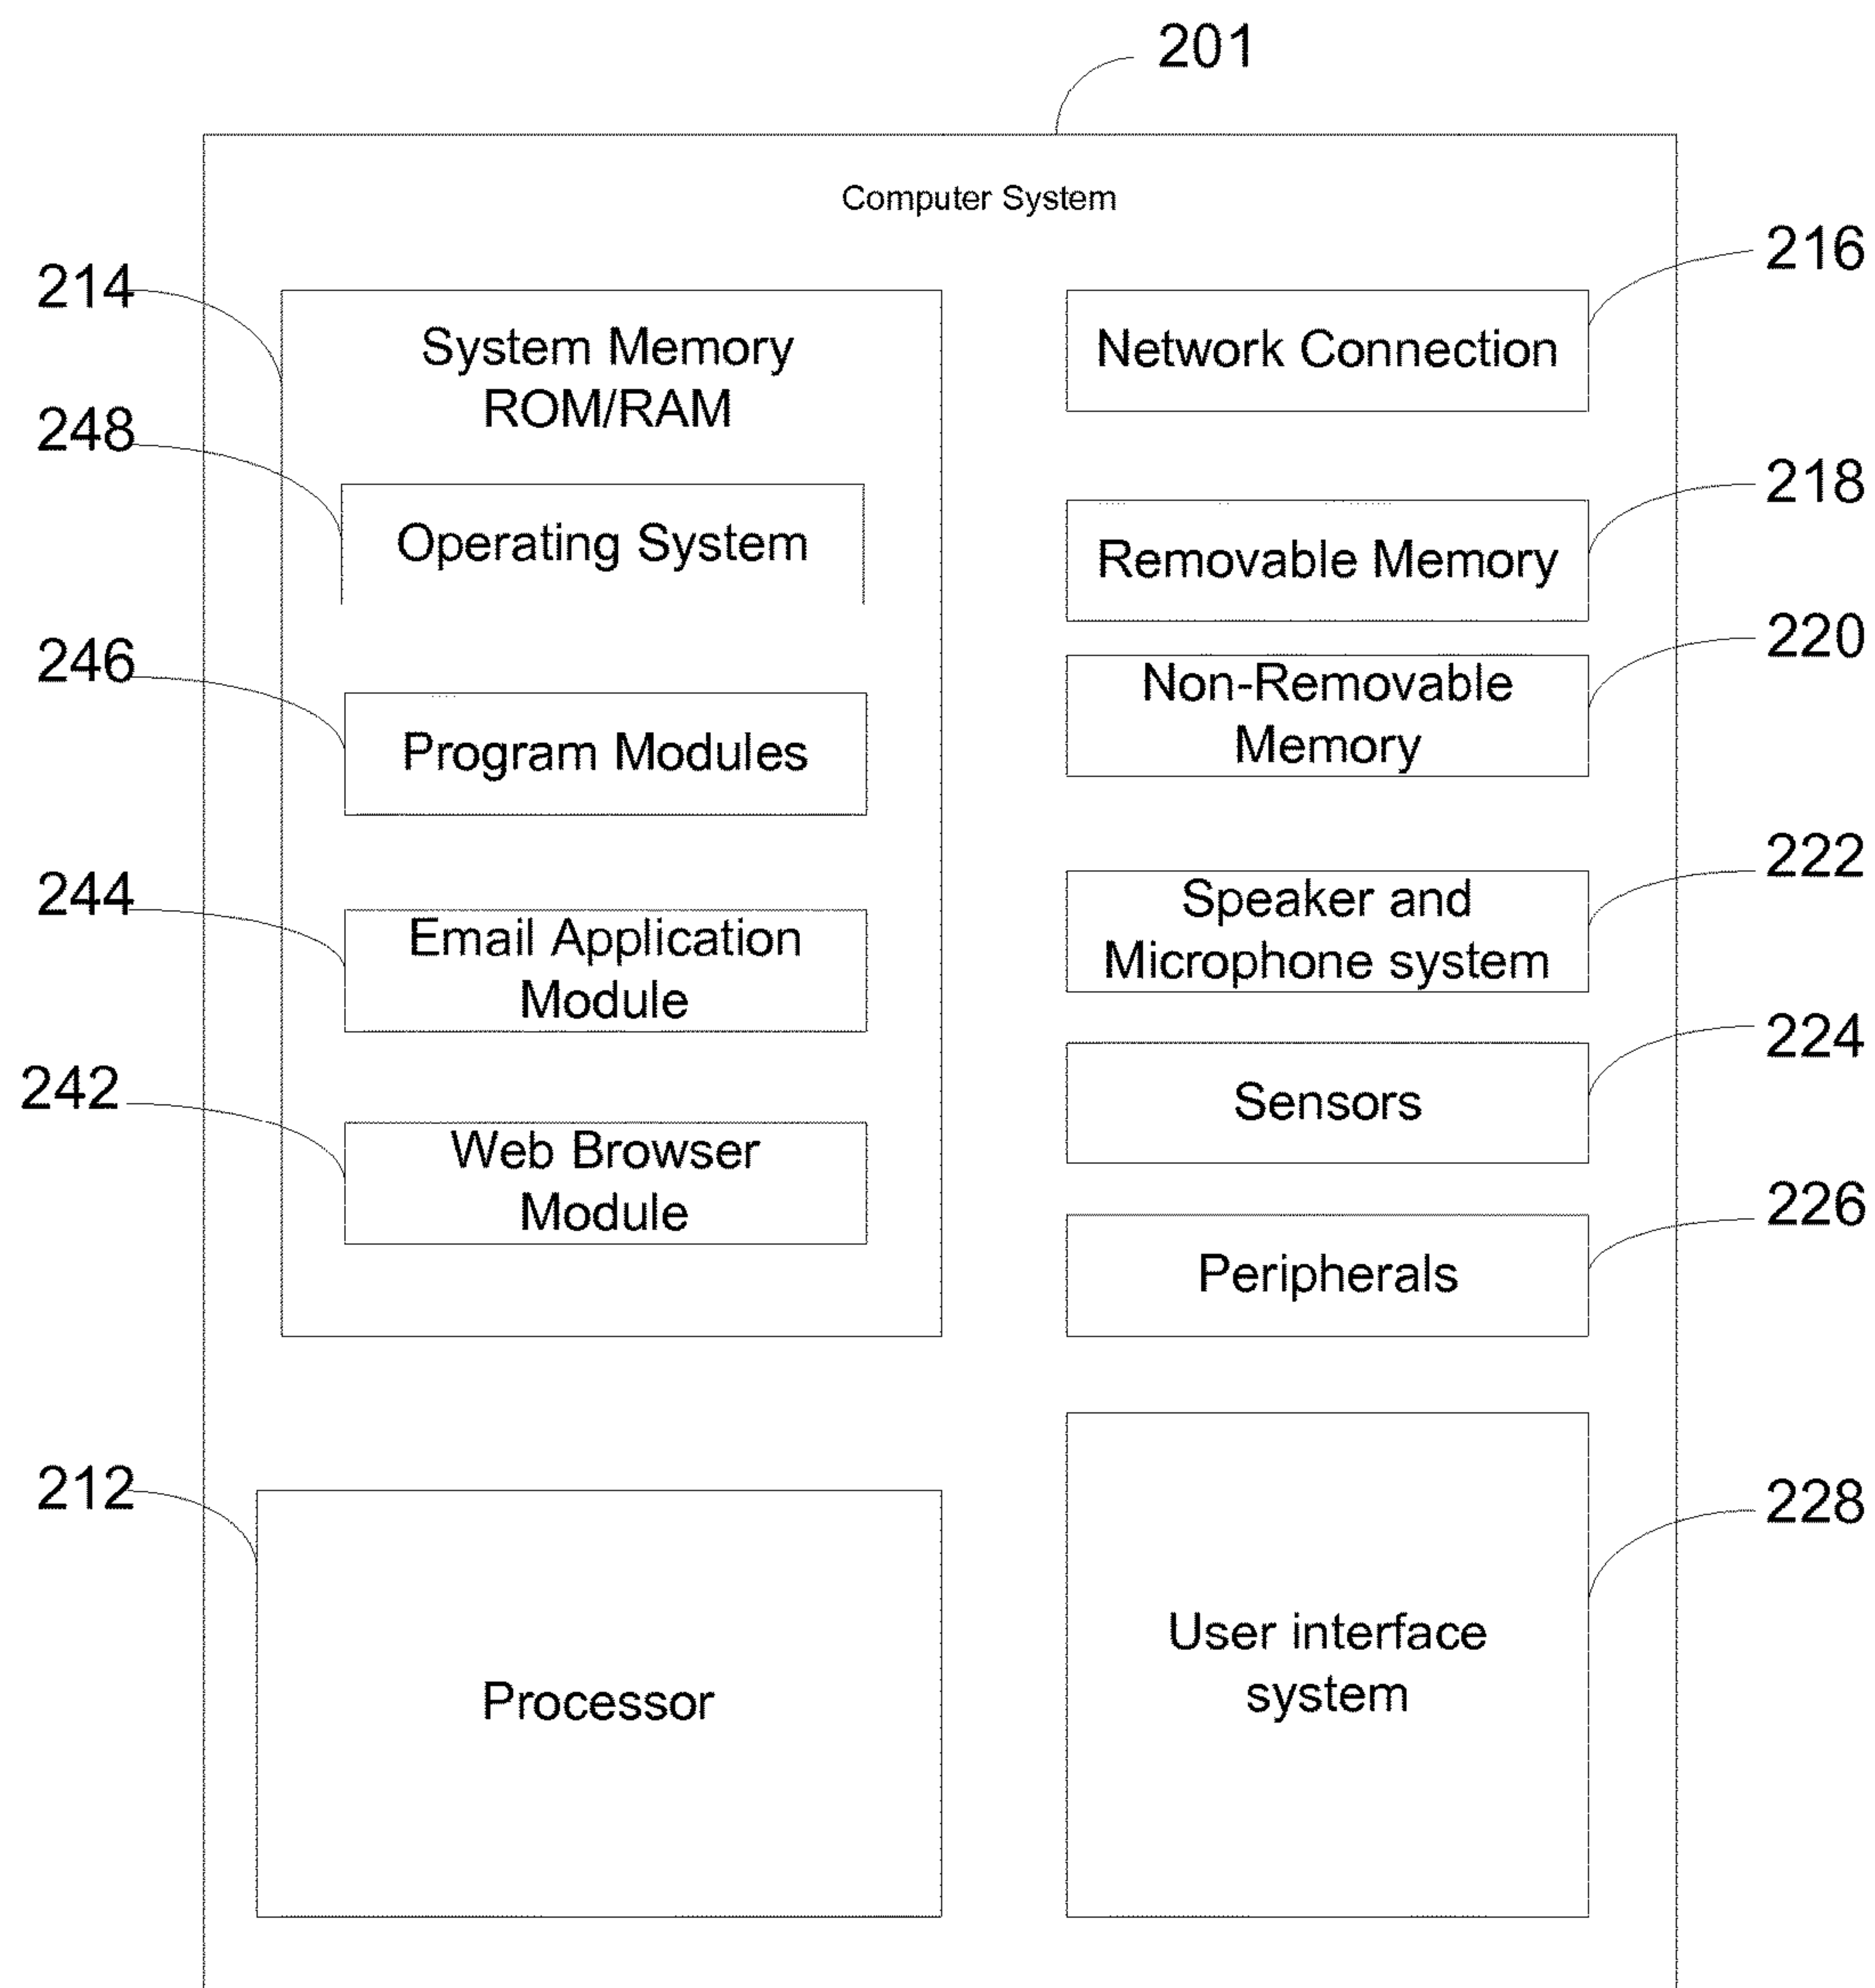 201
Computer System
214
216
System Memory
ROM/RAM
Network Connection
248
218
Operating System
Removable Memory
246
220
Program Modules
Non-Removable
Memory
244
222
Email Application
Module
Speaker and
Microphone system
242
224
Web Browser
Module
Sensors
226
Peripherals
212
228
Processor
User interface
system